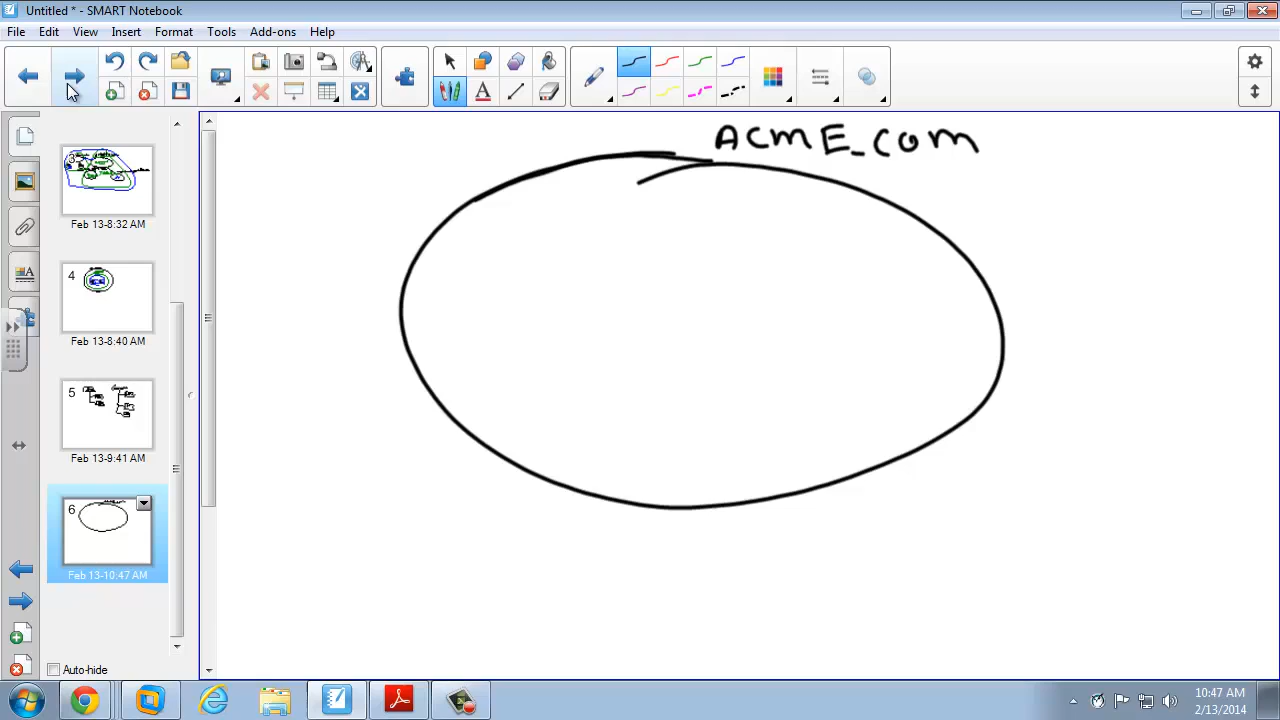 Untitled * - SMART Notebook
File Edit View Insert Format Tools Add-ons Help
ACME_COM
3
Feb 13-8:32 AM
4
Feb 13-8:40 AM
5
Feb 13-9:41 AM
6
Feb 13-10:47 AM
Auto-hide
10:47 AM
2/13/2014